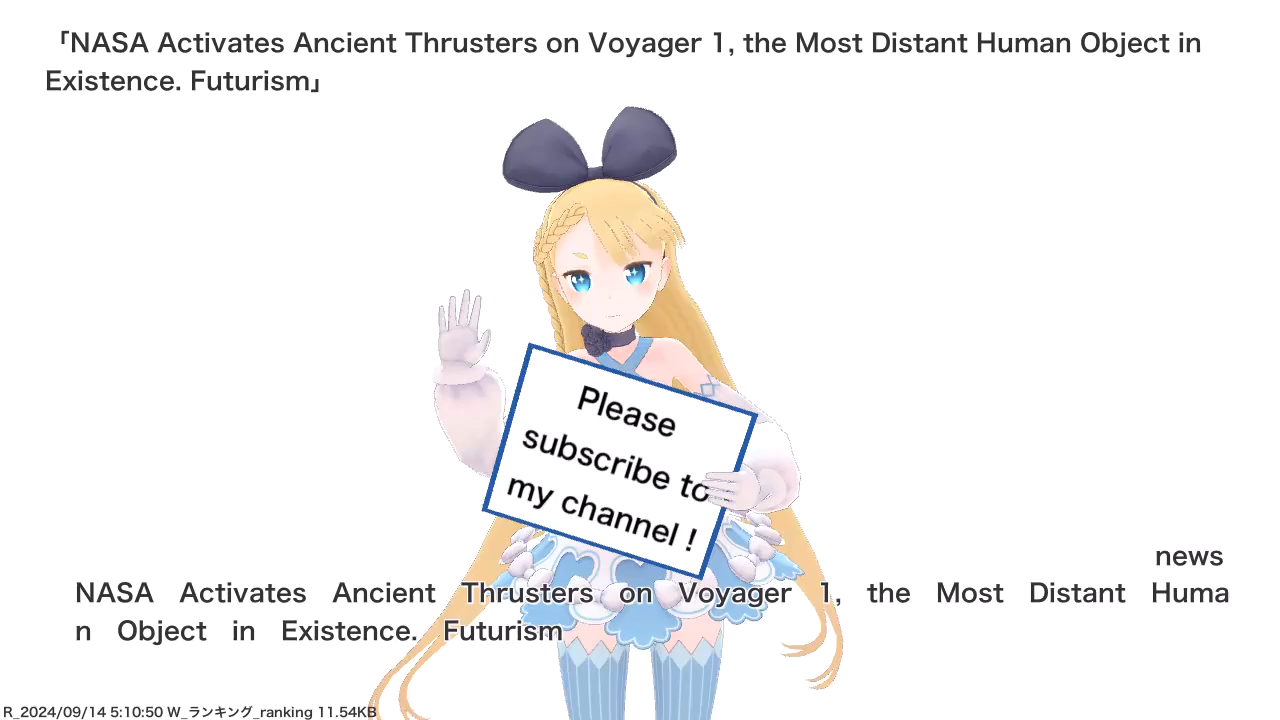 「NASA Activates Ancient Thrusters on Voyager 1, the Most Distant Human Object in
Existence. Futurism」
Please
subscribe to
my channel !
news
NASA Activates Ancient Thrusters on Voyager 1, the Most Distant Huma
n Object in Existence. Futurism
R_2024/09/14 5:10:50 W_ランキング_ranking 11.54KB